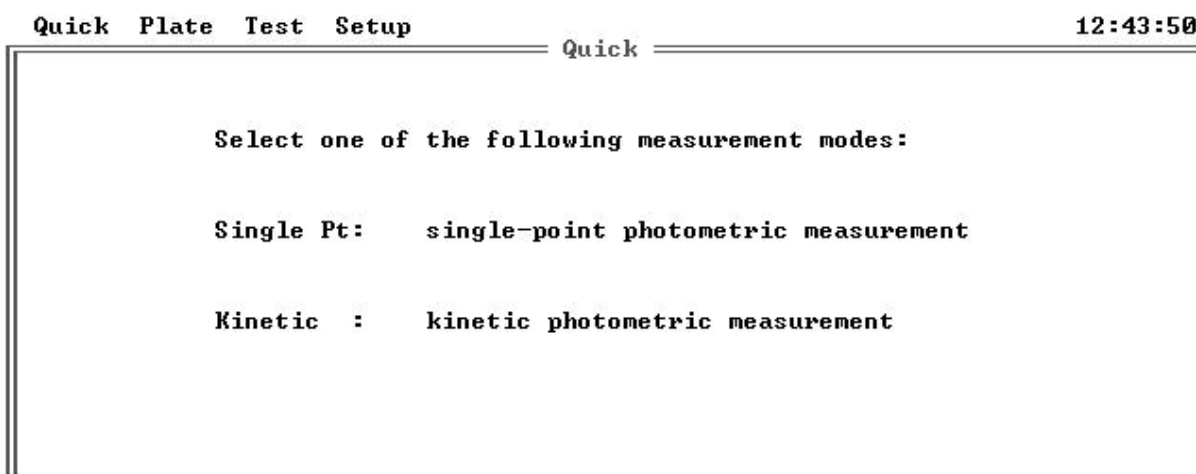 Quick Plate Test Setup 12:43:50
Quick
Select one of the following measurement modes:
Single Pt: single-point photometric measurement
Kinetic : kinetic photometric measurement